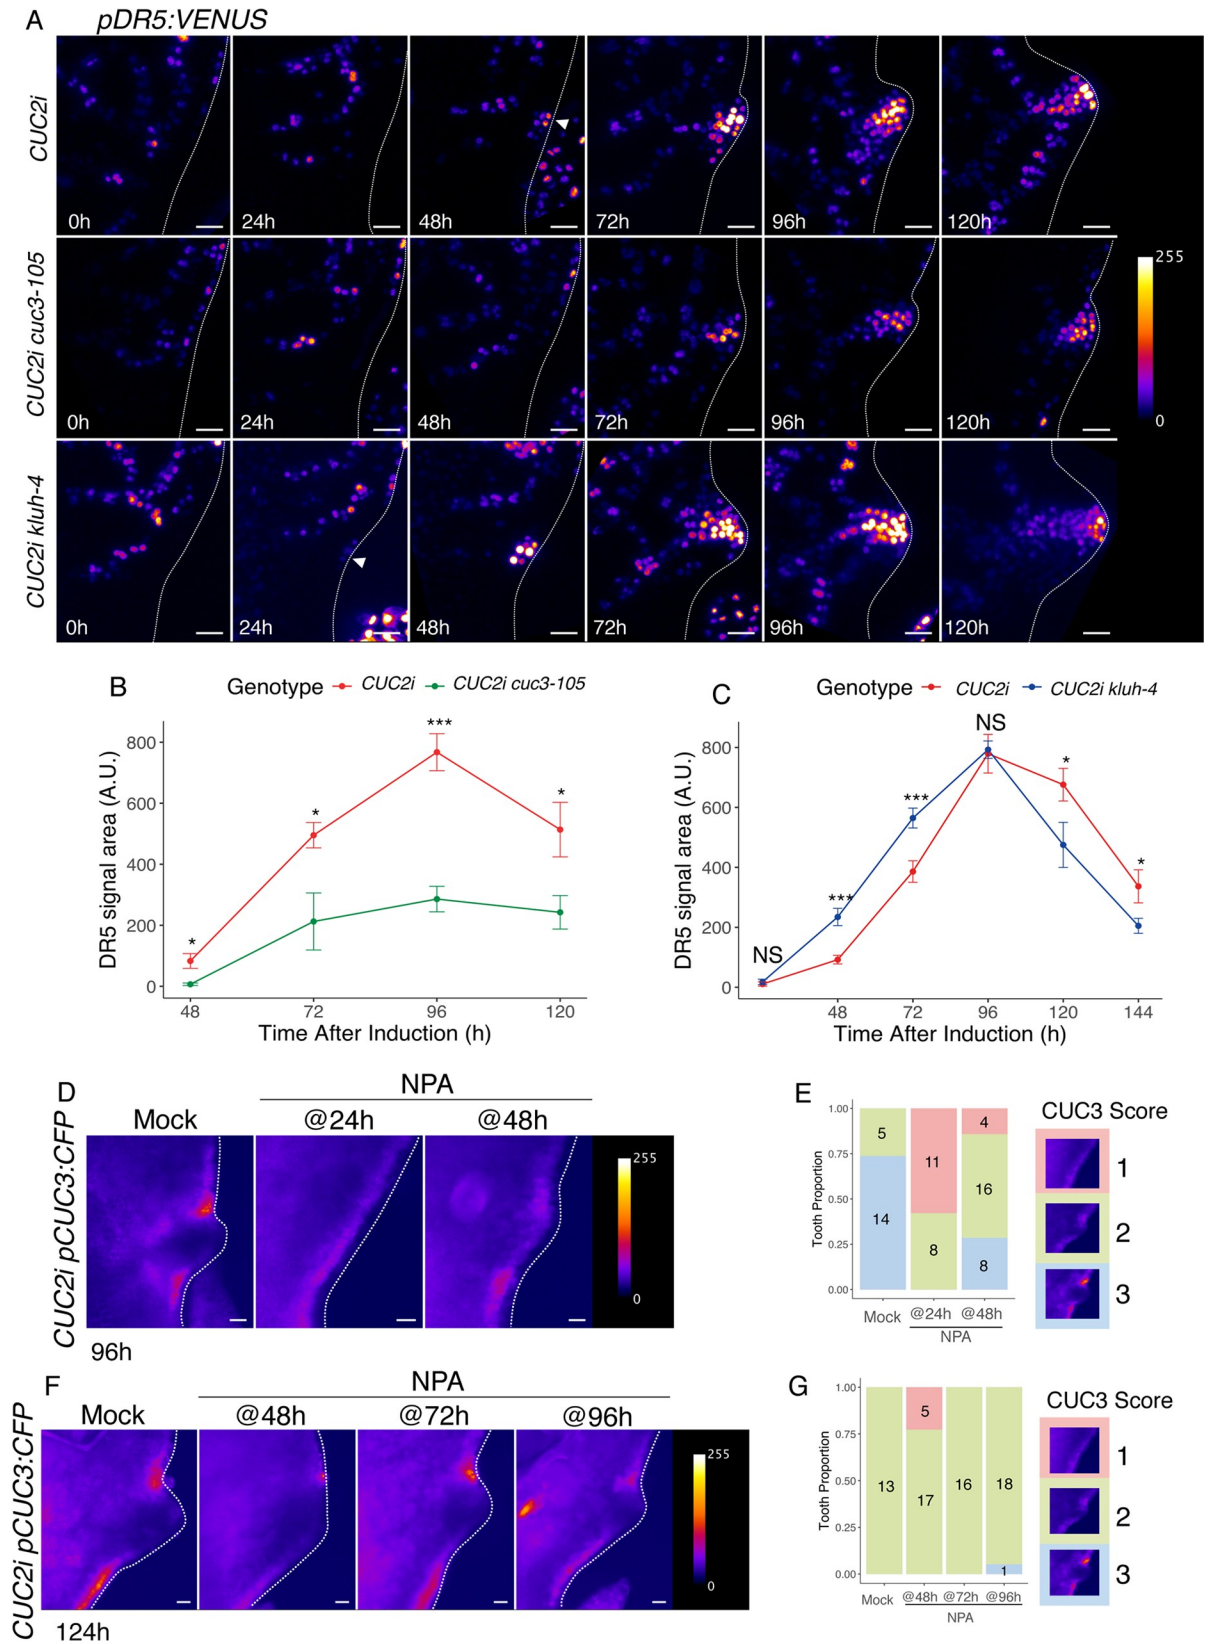 A
pDR5:VENUS
CUC2i
0h 24h 48h 72h 96h 120h
CUC2i cuc3-105
0h 24h 48h 72h 96h 120h
255
0
CUC2i kluh-4
0h 24h 48h 72h 96h 120h
B
Genotype CUC2i CUC2i cuc3-105
DR5 signal area (A.U.)
800
600
400
200
0
* * *** *
48 72 96 120
Time After Induction (h)
C
Genotype CUC2i CUC2i kluh-4
DR5 signal area (A.U.)
800
600
400
200
0
NS *** *** NS * *
48 72 96 120 144
Time After Induction (h)
D
NPA
Mock @24h @48h
CUC2i pCUC3:CFP
255
0
96h
E
Tooth Proportion
1.00
0.75
0.50
0.25
0.00
5 11 4
14 8 16
8
Mock @24h @48h
NPA
CUC3 Score
1
2
3
F
NPA
Mock @48h @72h @96h
CUC2i pCUC3:CFP
255
0
124h
G
Tooth Proportion
1.00
0.75
0.50
0.25
0.00
13 5 16 18
17 1
Mock @48h @72h @96h
NPA
CUC3 Score
1
2
3